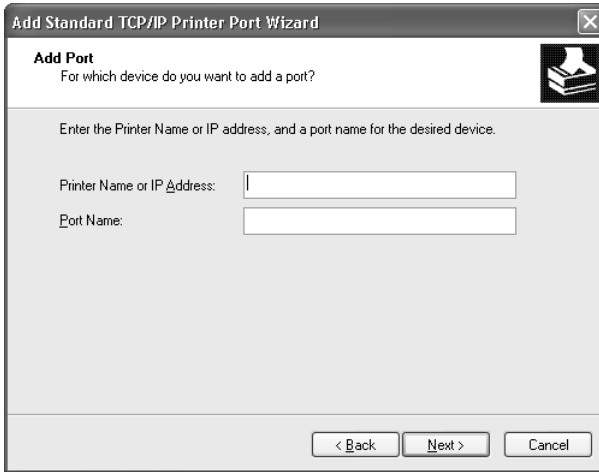 Add Standard TCP/IP Printer Port Wizard
Add Port
For which device do you want to add a port?
Enter the Printer Name or IP address, and a port name for the desired device.
Printer Name or IP Address:
Port Name:
< Back
Next >
Cancel